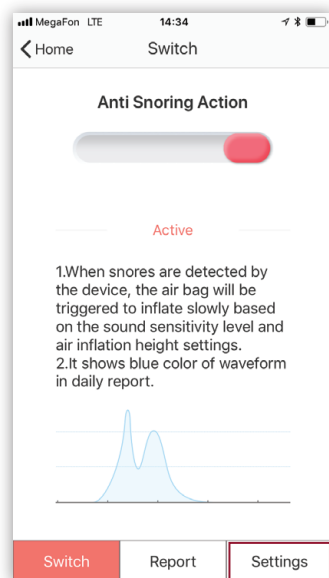 MegaFon LTE 14:34
Home Switch
Anti Snoring Action
Active
1.When snores are detected by
the device, the air bag will be
triggered to inflate slowly based
on the sound sensitivity level and
air inflation height settings.
2.It shows blue color of waveform
in daily report.
Switch Report Settings